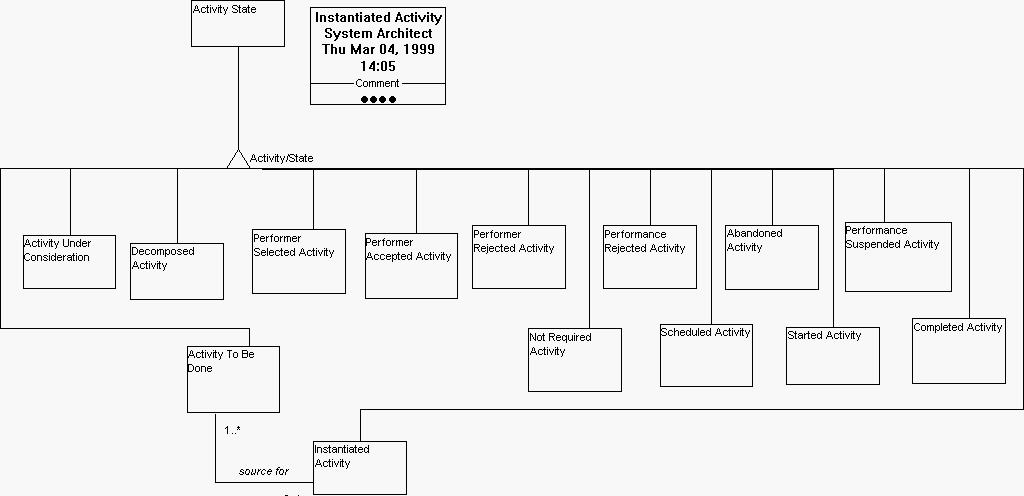 Activity State
Instantiated Activity
System Architect
Thu Mar 04, 1999
14:05
Comment
Activity/State
Activity Under
Consideration
Decomposed
Activity
Performer
Selected Activity
Performer
Accepted Activity
Performer
Rejected Activity
Performance
Rejected Activity
Abandoned
Activity
Performance
Suspended Activity
Not Required
Activity
Scheduled Activity
Started Activity
Completed Activity
Activity To Be
Done
1..*
Instantiated
Activity
source for